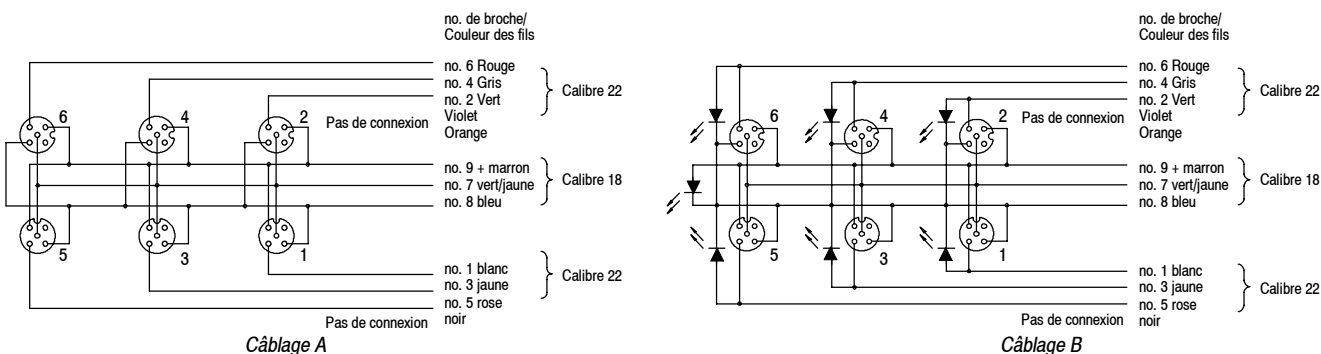 no. de broche/
Couleur des fils
no. 6 Rouge
no. 4 Gris
no. 2 Vert
Calibre 22
Pas de connexion
Violet
Orange
6
4
2
no. 9 + marron
no. 7 vert/jaune
no. 8 bleu
Calibre 18
5
3
1
no. 1 blanc
no. 3 jaune
no. 5 rose
Calibre 22
Pas de connexion
noir
Câblage A
no. de broche/
Couleur des fils
no. 6 Rouge
no. 4 Gris
no. 2 Vert
Calibre 22
Pas de connexion
Violet
Orange
6
4
2
no. 9 + marron
no. 7 vert/jaune
no. 8 bleu
Calibre 18
5
3
1
no. 1 blanc
no. 3 jaune
no. 5 rose
Calibre 22
Pas de connexion
noir
Câblage B